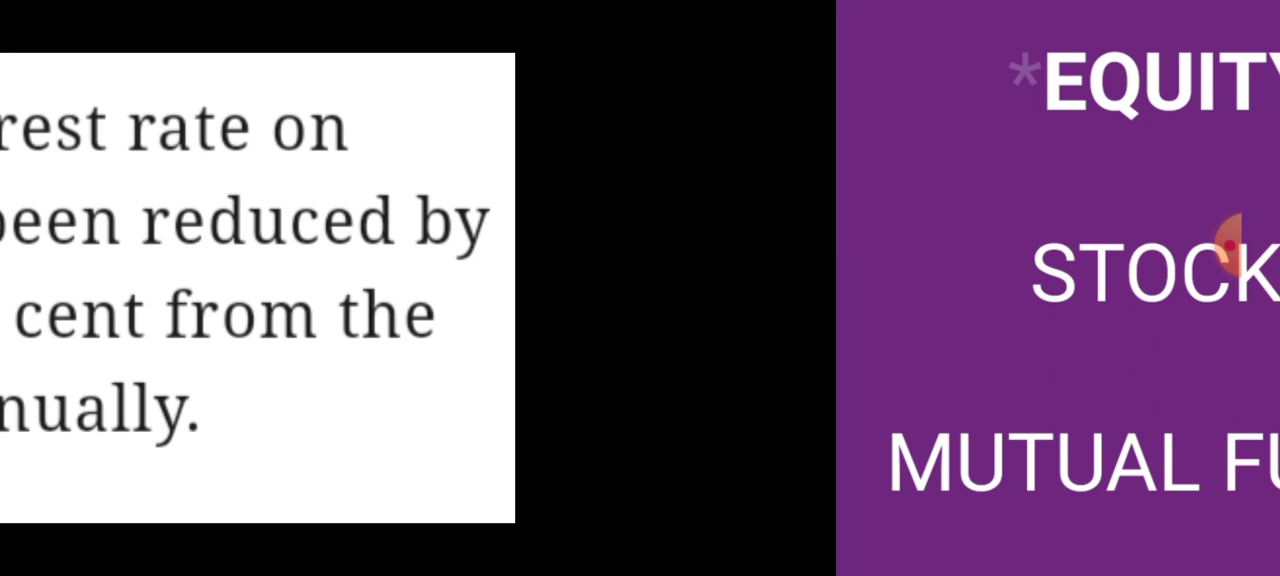 rest rate on
been reduced by
cent from the
nually.
*EQUITY
STOCK
MUTUAL FU